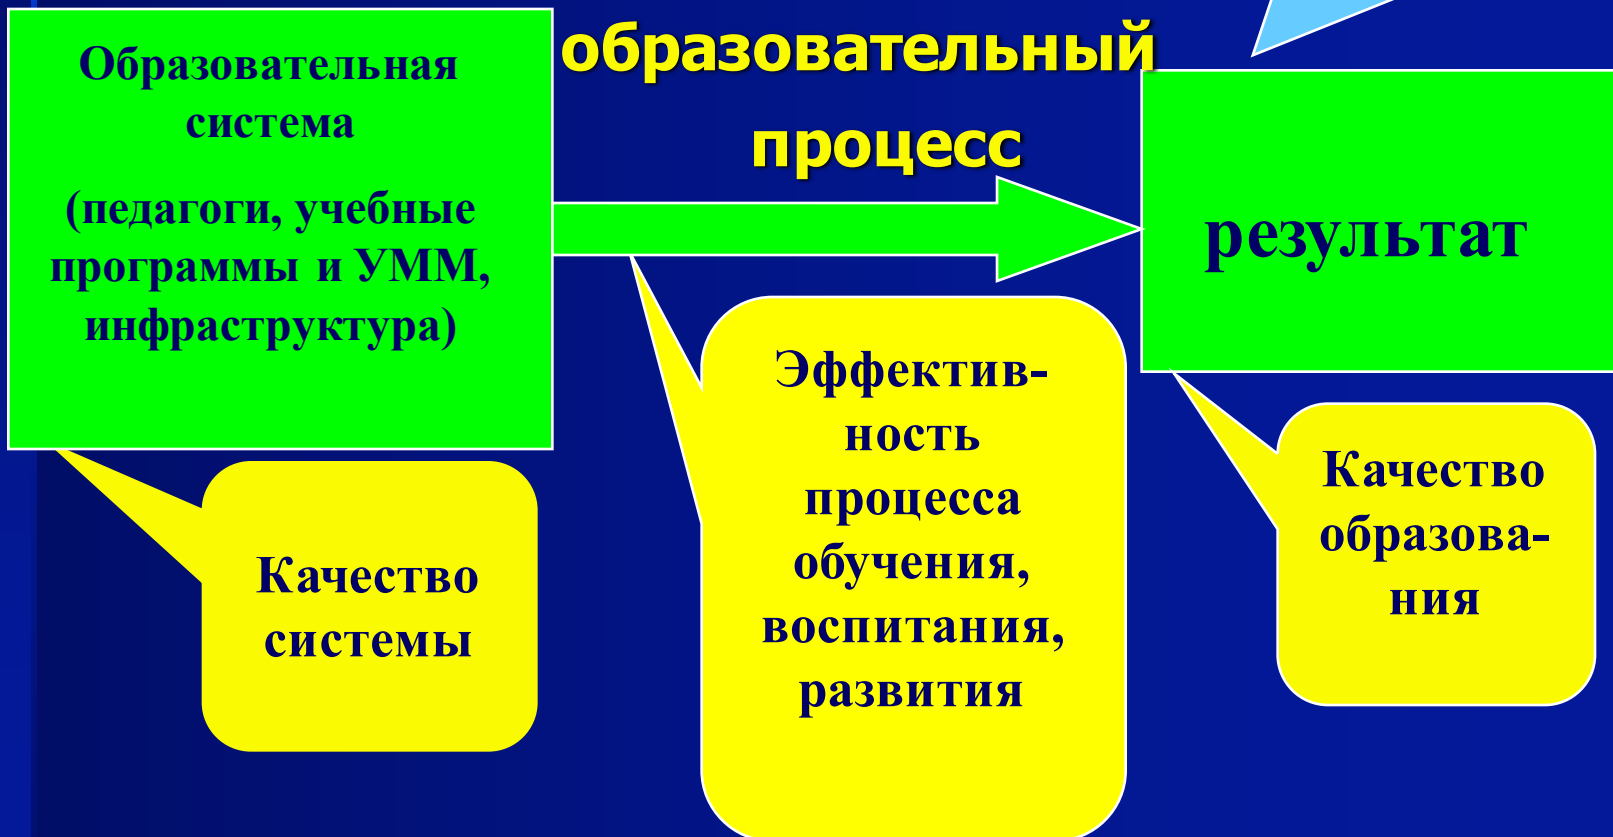 Образовательная
система
(педагоги, учебные
программы и УММ,
инфраструктура)
образовательный
процесс
результат
Качество
системы
Эффектив-
ность
процесса
обучения,
воспитания,
развития
Качество
образова-
ния